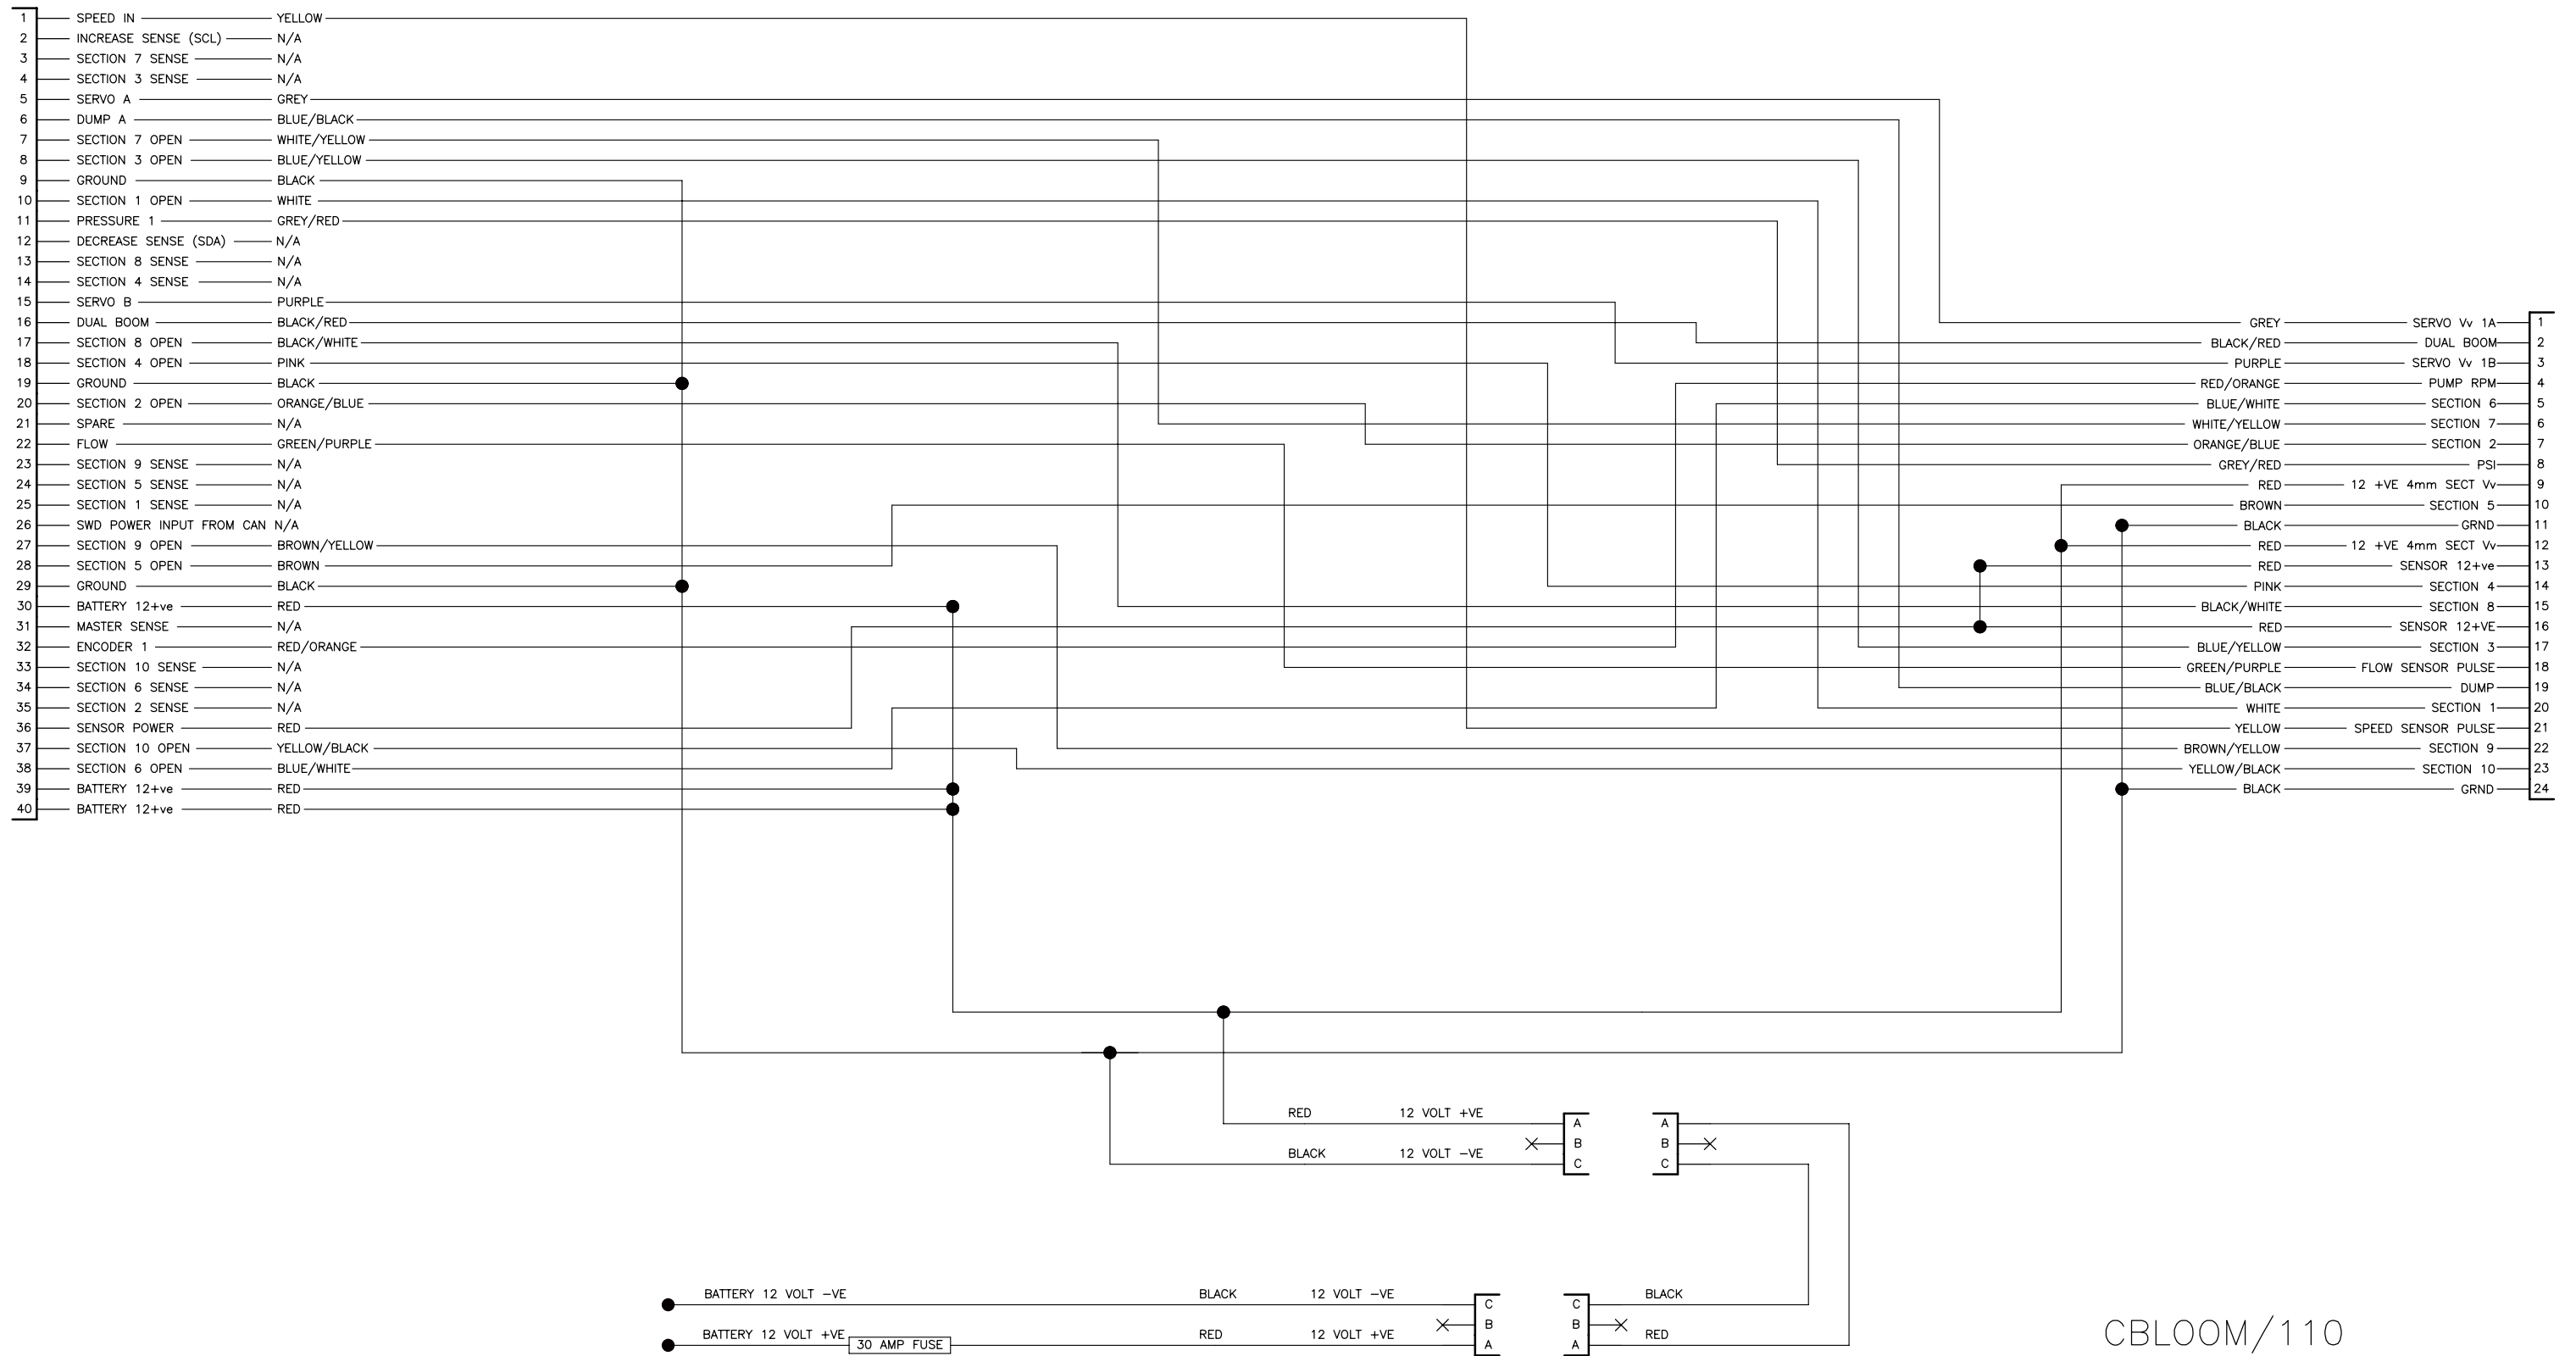 1 SPEED IN YELLOW
2 INCREASE SENSE (SCL) N/A
3 SECTION 7 SENSE N/A
4 SECTION 3 SENSE N/A
5 SERVO A GREY
6 DUMP A BLUE/BLACK
7 SECTION 7 OPEN WHITE/YELLOW
8 SECTION 3 OPEN BLUE/YELLOW
9 GROUND BLACK
10 SECTION 1 OPEN WHITE
11 PRESSURE 1 GREY/RED
12 DECREASE SENSE (SDA) N/A
13 SECTION 8 SENSE N/A
14 SECTION 4 SENSE N/A
15 SERVO B PURPLE
16 DUAL BOOM BLACK/RED
17 SECTION 8 OPEN BLACK/WHITE
18 SECTION 4 OPEN PINK
19 GROUND BLACK
20 SECTION 2 OPEN ORANGE/BLUE
21 SPARE N/A
22 FLOW GREEN/PURPLE
23 SECTION 9 SENSE N/A
24 SECTION 5 SENSE N/A
25 SECTION 1 SENSE N/A
26 SWD POWER INPUT FROM CAN N/A
27 SECTION 9 OPEN BROWN/YELLOW
28 SECTION 5 OPEN BROWN
29 GROUND BLACK
30 BATTERY 12+ve RED
31 MASTER SENSE N/A
32 ENCODER 1 RED/ORANGE
33 SECTION 10 SENSE N/A
34 SECTION 6 SENSE N/A
35 SECTION 2 SENSE N/A
36 SENSOR POWER RED
37 SECTION 10 OPEN YELLOW/BLACK
38 SECTION 6 OPEN BLUE/WHITE
39 BATTERY 12+ve RED
40 BATTERY 12+ve RED
GREY SERVO Vv 1A 1
BLACK/RED DUAL BOOM 2
PURPLE SERVO Vv 1B 3
RED/ORANGE PUMP RPM 4
BLUE/WHITE SECTION 6 5
WHITE/YELLOW SECTION 7 6
ORANGE/BLUE SECTION 2 7
GREY/RED PSI 8
RED 12 +VE 4mm SECT Vv 9
BROWN SECTION 5 10
BLACK GRND 11
RED 12 +VE 4mm SECT Vv 12
RED SENSOR 12+ve 13
PINK SECTION 4 14
BLACK/WHITE SECTION 8 15
RED SENSOR 12+VE 16
BLUE/YELLOW SECTION 3 17
GREEN/PURPLE FLOW SENSOR PULSE 18
BLUE/BLACK DUMP 19
WHITE SECTION 1 20
YELLOW SPEED SENSOR PULSE 21
BROWN/YELLOW SECTION 9 22
YELLOW/BLACK SECTION 10 23
BLACK GRND 24
RED 12 VOLT +VE A A
B B
BLACK 12 VOLT -VE C C
BATTERY 12 VOLT -VE BLACK 12 VOLT -VE C C BLACK
B B
BATTERY 12 VOLT +VE 30 AMP FUSE RED 12 VOLT +VE A A RED
CBLOOM/110